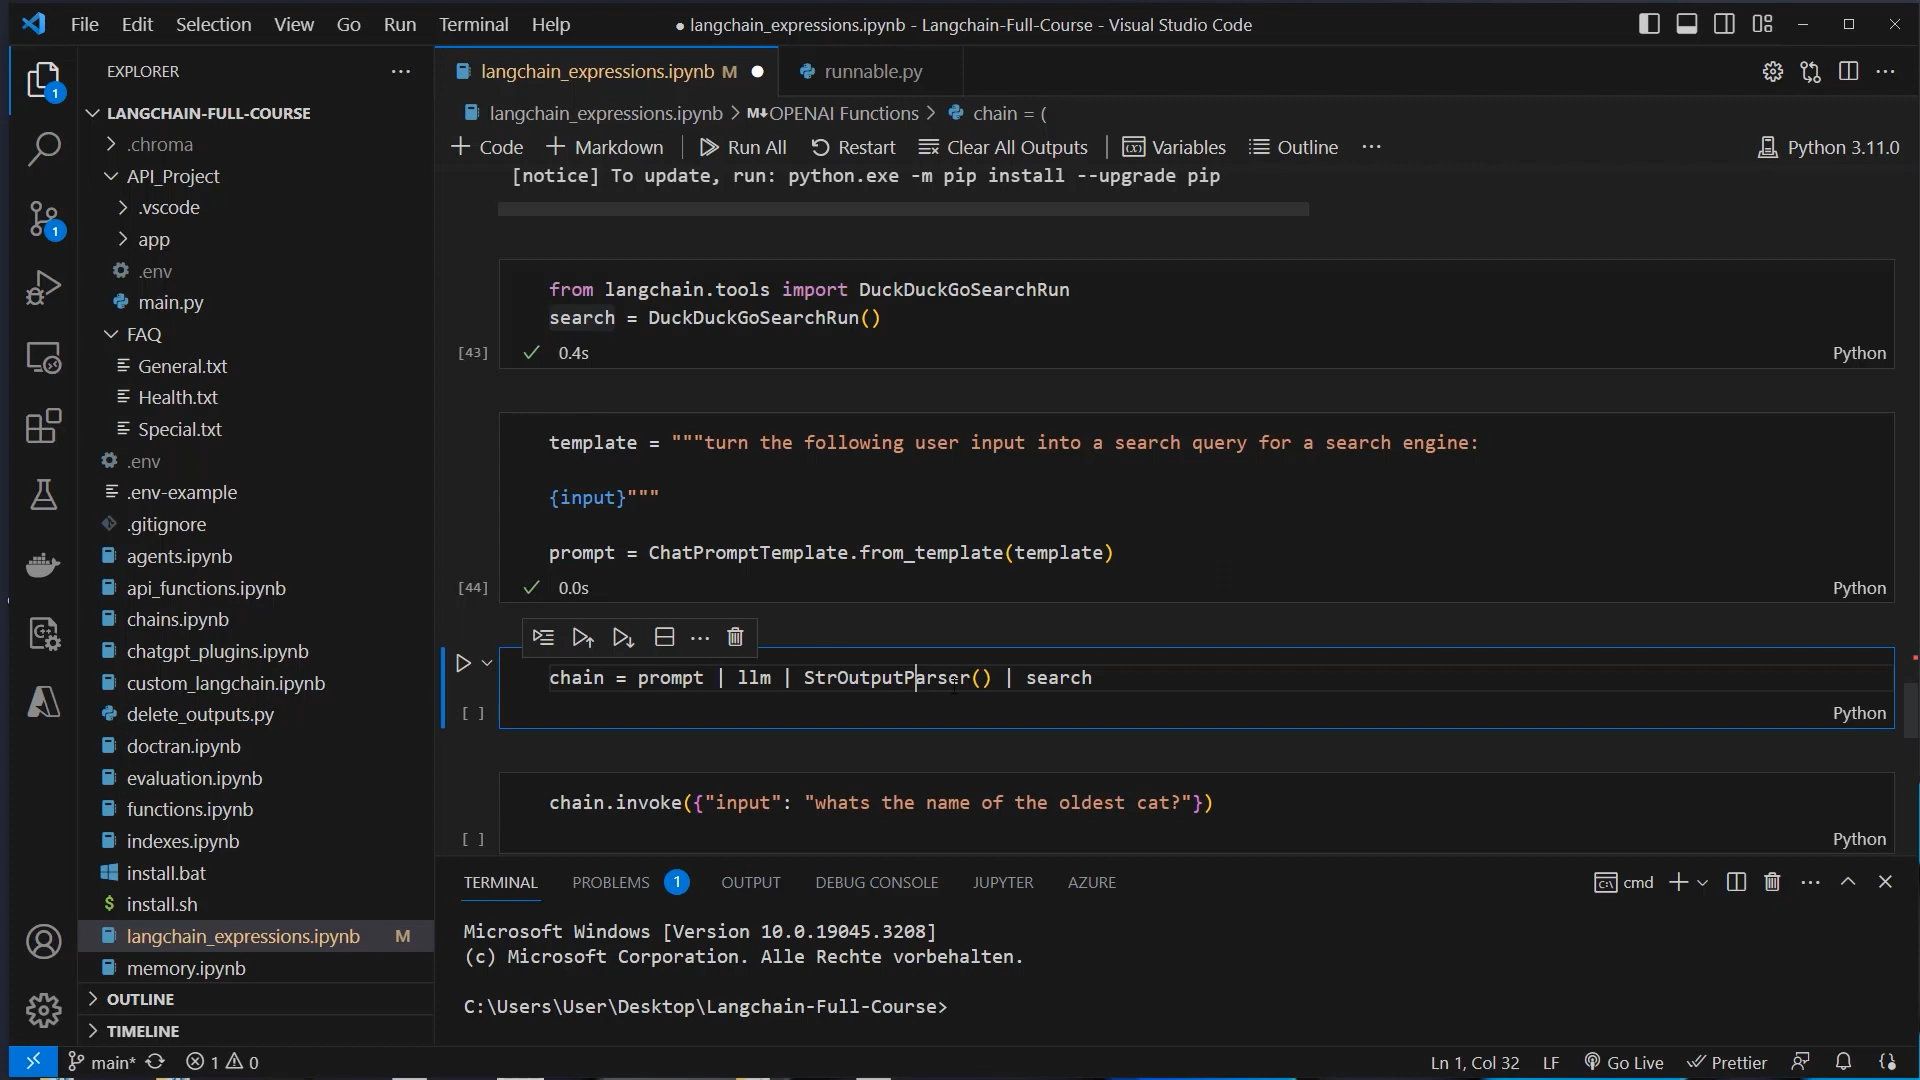 File Edit Selection View Go Run Terminal Help
● langchain_expressions.ipynb - Langchain-Full-Course - Visual Studio Code
EXPLORER
LANGCHAIN-FULL-COURSE
.chroma
API_Project
.vscode
app
.env
main.py
FAQ
General.txt
Health.txt
Special.txt
.env
.env-example
.gitignore
agents.ipynb
api_functions.ipynb
chains.ipynb
chatgpt_plugins.ipynb
custom_langchain.ipynb
delete_outputs.py
doctran.ipynb
evaluation.ipynb
functions.ipynb
indexes.ipynb
install.bat
install.sh
langchain_expressions.ipynb M
memory.ipynb
OUTLINE
TIMELINE
1
1
langchain_expressions.ipynb M
runnable.py
langchain_expressions.ipynb > M↓OPENAI Functions > chain = (
+ Code + Markdown Run All Restart Clear All Outputs Variables Outline ···
Python 3.11.0
[notice] To update, run: python.exe -m pip install --upgrade pip
from langchain.tools import DuckDuckGoSearchRun
search = DuckDuckGoSearchRun()
[43] ✓ 0.4s Python
template = """turn the following user input into a search query for a search engine:
{input}"""
prompt = ChatPromptTemplate.from_template(template)
[44] ✓ 0.0s Python
chain = prompt | llm | StrOutputParser() | search
[ ] Python
chain.invoke({"input": "whats the name of the oldest cat?"})
[ ] Python
TERMINAL PROBLEMS 1 OUTPUT DEBUG CONSOLE JUPYTER AZURE
cmd
Microsoft Windows [Version 10.0.19045.3208]
(c) Microsoft Corporation. Alle Rechte vorbehalten.
C:\Users\User\Desktop\Langchain-Full-Course>
main* 1 0
Ln 1, Col 32 LF Go Live Prettier